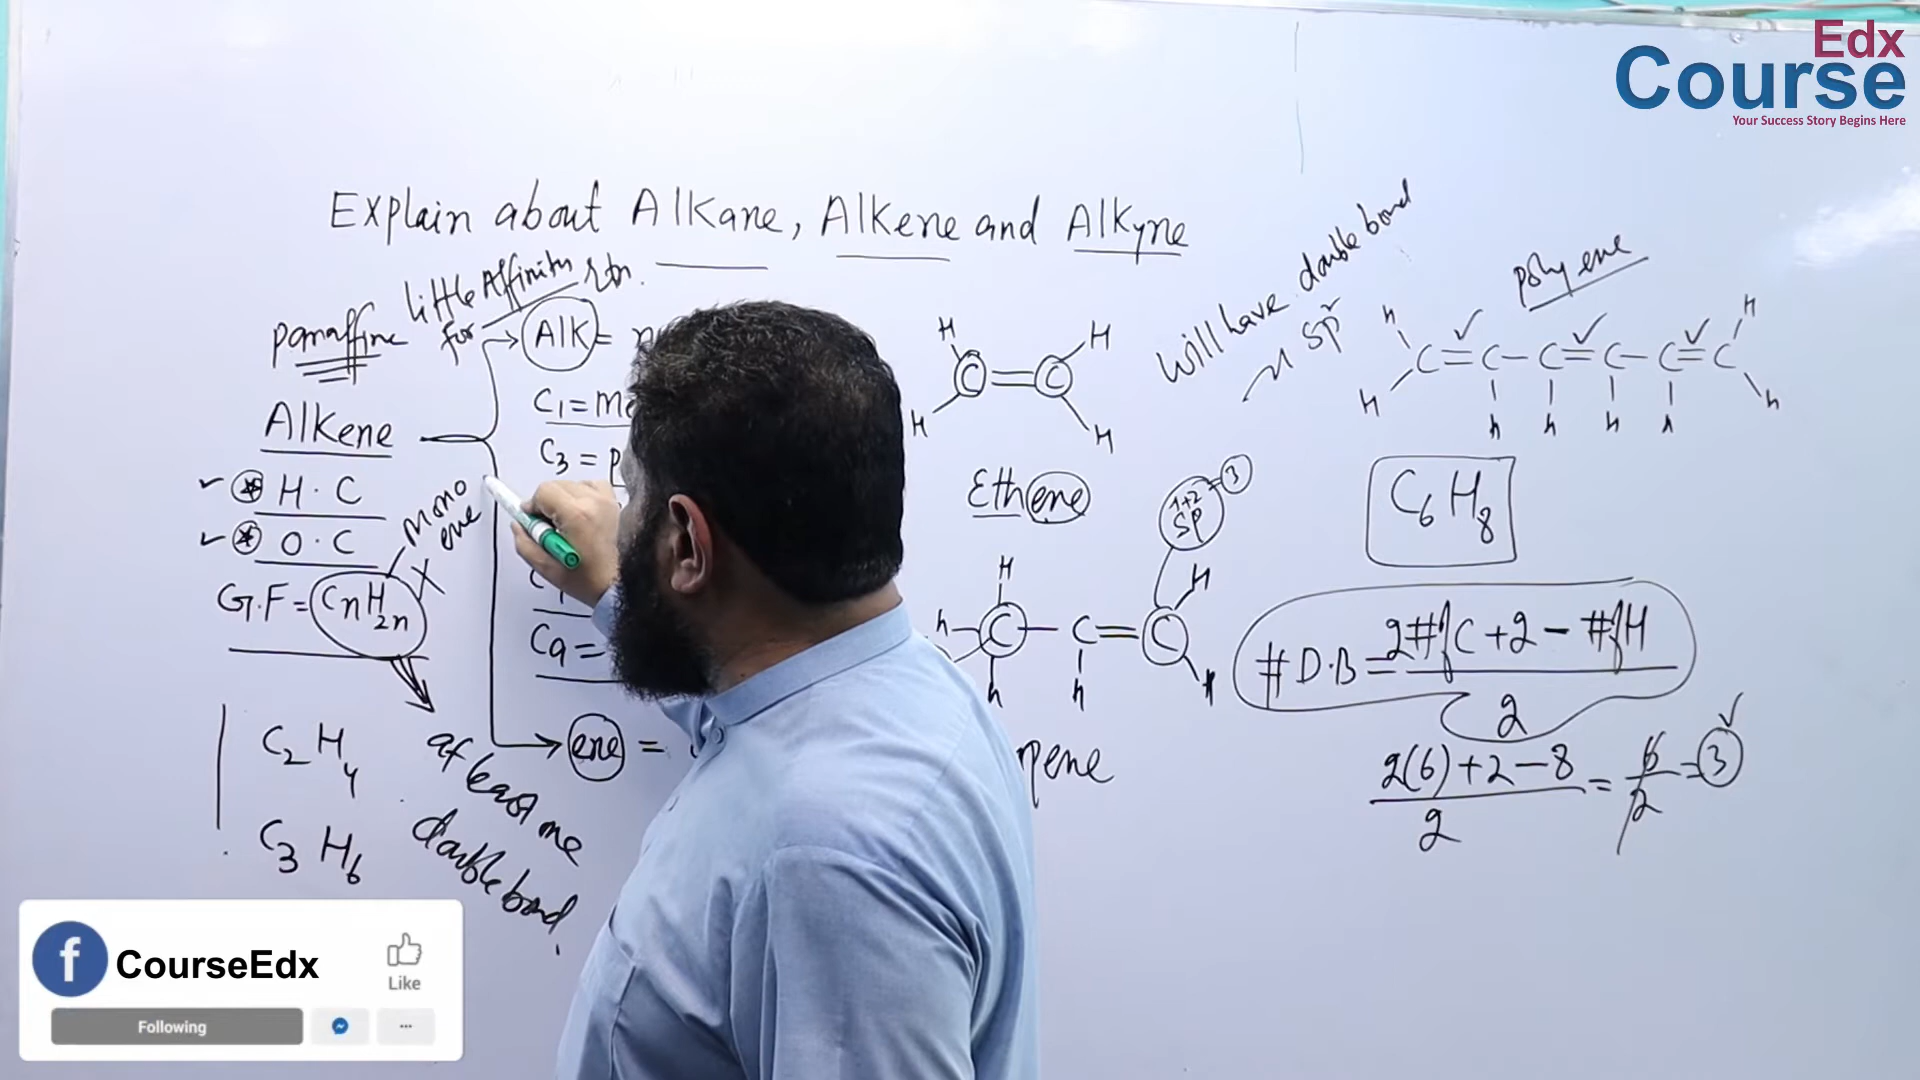 Edx
Course
Your Success Story Begins Here
Explain about Alkane, Alkene and Alkyne
paraffine little Affinity
for
Alk =
C1 =
C3 =
Alkene
H.C
O.C
mono
ene
X
G.F = CnH2n
C9 =
ene =
C2H4
C3H6
at least one
double bond.
H H
C=C
H H
Ethene
1+2 = 3
SP
H H
h-C-C=C
h h
pene
Will have double bond
SP2
poly ene
H H
C=C-C=C-C=C
H h h h h h
C6H8
#D.B = 2#of C + 2 - #of H
2
2(6)+2-8 = 6 = 3
2 2
f CourseEdx
Like
Following